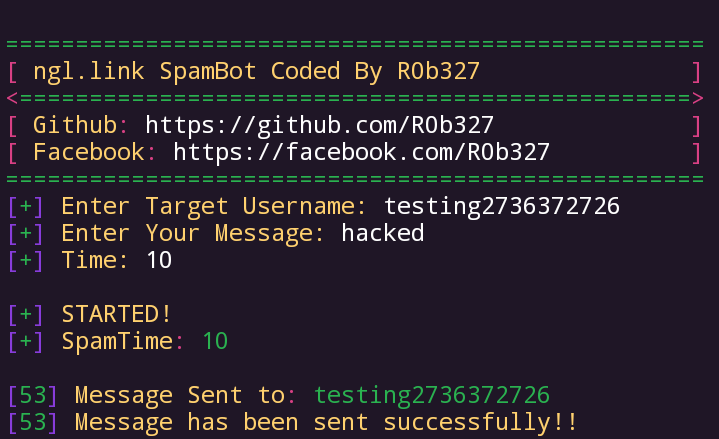 ==================================================
[ ngl.link SpamBot Coded By R0b327 ]
<================================================>
[ Github: https://github.com/R0b327 ]
[ Facebook: https://facebook.com/R0b327 ]
==================================================
[+] Enter Target Username: testing2736372726
[+] Enter Your Message: hacked
[+] Time: 10
[+] STARTED!
[+] SpamTime: 10
[53] Message Sent to: testing2736372726
[53] Message has been sent successfully!!